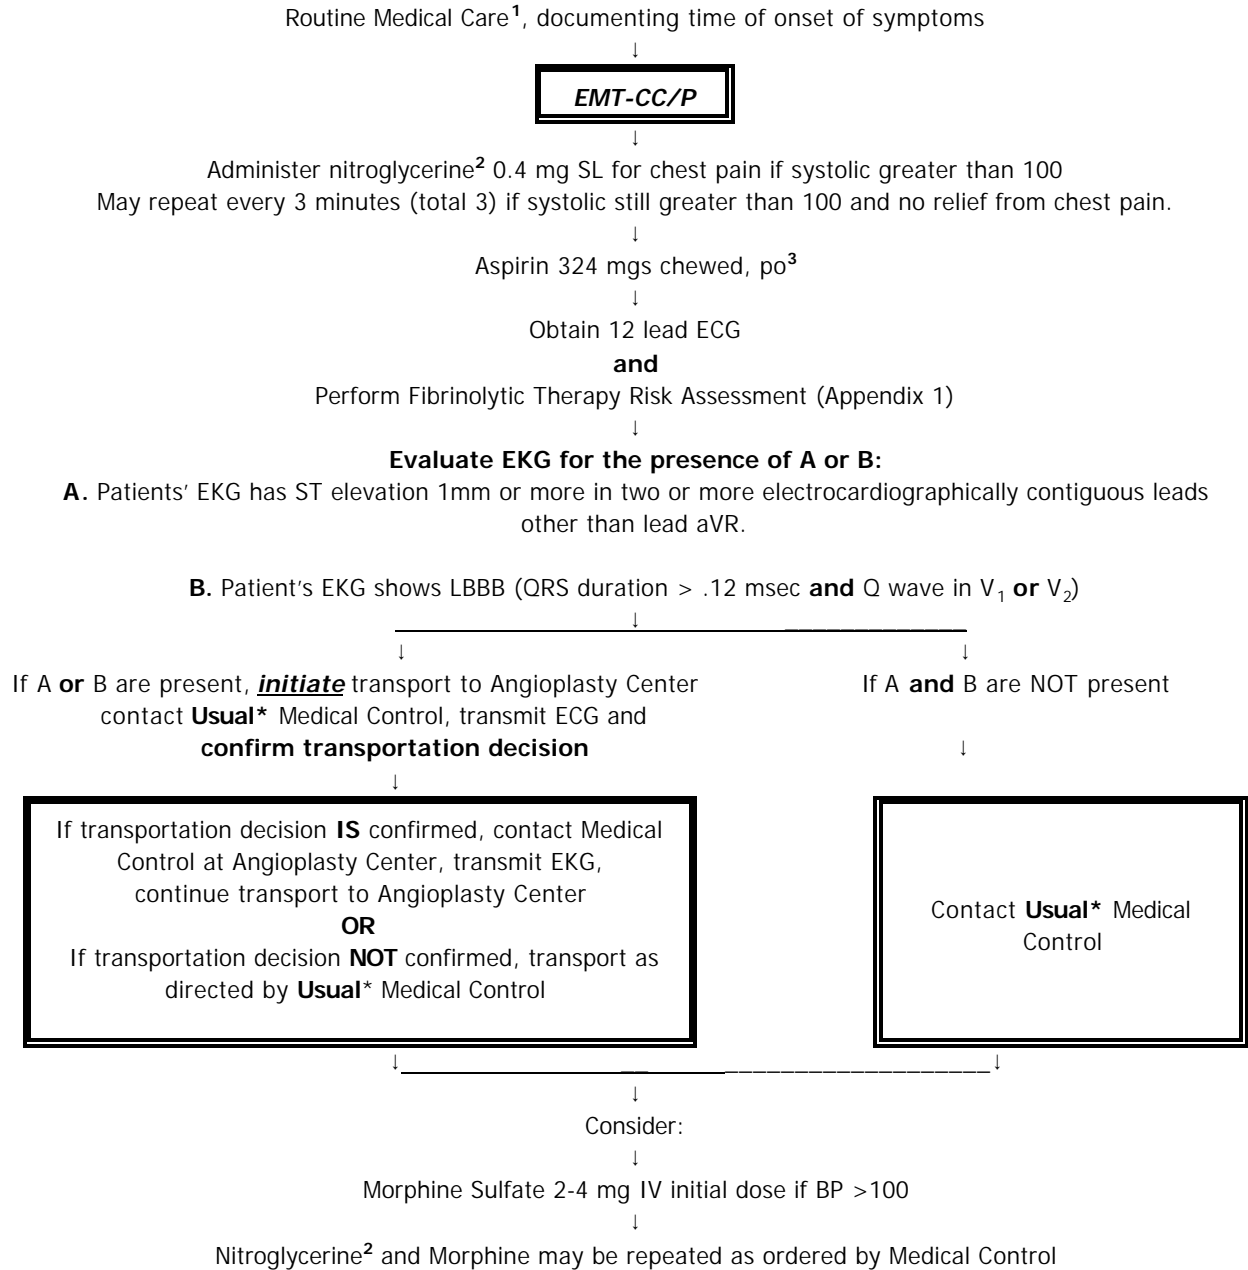 Routine Medical Care1, documenting time of onset of symptoms
↓
EMT-CC/P
↓
Administer nitroglycerine2 0.4 mg SL for chest pain if systolic greater than 100
May repeat every 3 minutes (total 3) if systolic still greater than 100 and no relief from chest pain.
↓
Aspirin 324 mgs chewed, po3
↓
Obtain 12 lead ECG
and
Perform Fibrinolytic Therapy Risk Assessment (Appendix 1)
↓
Evaluate EKG for the presence of A or B:
A. Patients' EKG has ST elevation 1mm or more in two or more electrocardiographically contiguous leads
other than lead aVR.
B. Patient's EKG shows LBBB (QRS duration > .12 msec and Q wave in V1 or V2)
↓
↓ ↓
If A or B are present, initiate transport to Angioplasty Center
contact Usual* Medical Control, transmit ECG and
confirm transportation decision
↓
If A and B are NOT present
↓
If transportation decision IS confirmed, contact Medical
Control at Angioplasty Center, transmit EKG,
continue transport to Angioplasty Center
OR
If transportation decision NOT confirmed, transport as
directed by Usual* Medical Control
Contact Usual* Medical
Control
↓ ↓
↓
Consider:
↓
Morphine Sulfate 2-4 mg IV initial dose if BP >100
↓
Nitroglycerine2 and Morphine may be repeated as ordered by Medical Control